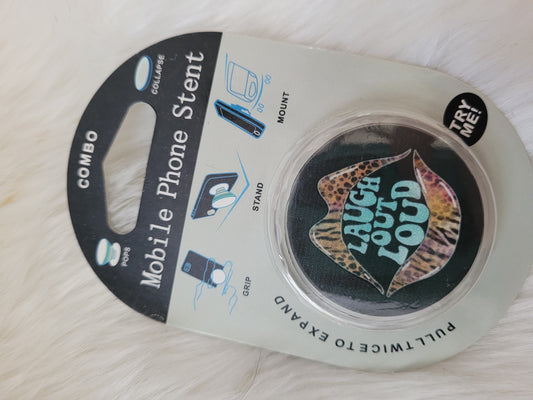 COMBO
POPS
COLLAPSE
Mobile Phone Stent
GRIP
STAND
MOUNT
TRY
ME!
LAUGH
OUT
LOUD
PULL TWICE TO EXPAND